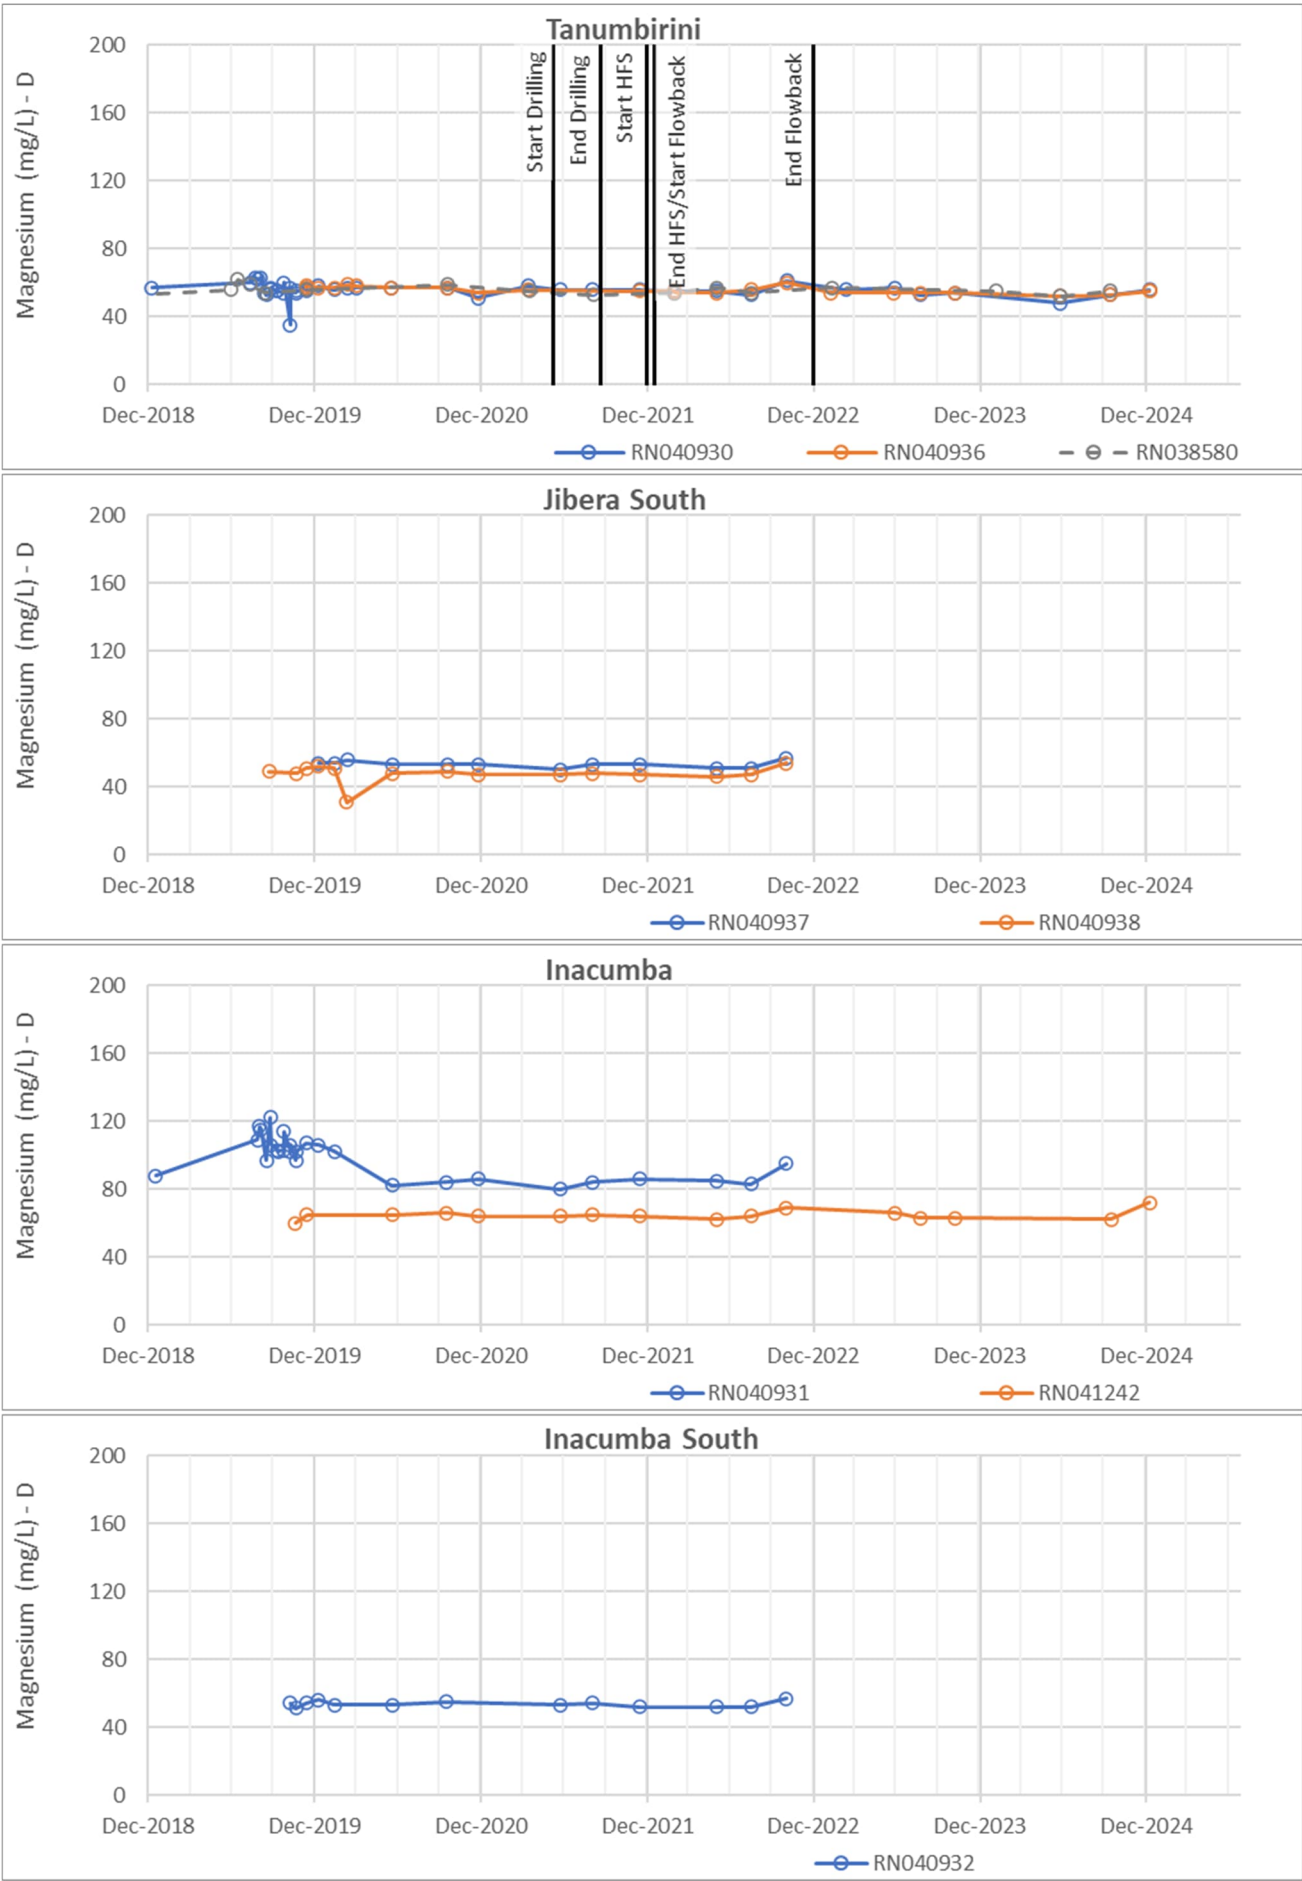 Tanumbirini
Magnesium (mg/L) - D
200
160
120
80
40
0
Start Drilling
End Drilling
Start HFS
End HFS/Start Flowback
End Flowback
Dec-2018 Dec-2019 Dec-2020 Dec-2021 Dec-2022 Dec-2023 Dec-2024
RN040930 RN040936 RN038580
Jibera South
Magnesium (mg/L) - D
200
160
120
80
40
0
Dec-2018 Dec-2019 Dec-2020 Dec-2021 Dec-2022 Dec-2023 Dec-2024
RN040937 RN040938
Inacumba
Magnesium (mg/L) - D
200
160
120
80
40
0
Dec-2018 Dec-2019 Dec-2020 Dec-2021 Dec-2022 Dec-2023 Dec-2024
RN040931 RN041242
Inacumba South
Magnesium (mg/L) - D
200
160
120
80
40
0
Dec-2018 Dec-2019 Dec-2020 Dec-2021 Dec-2022 Dec-2023 Dec-2024
RN040932